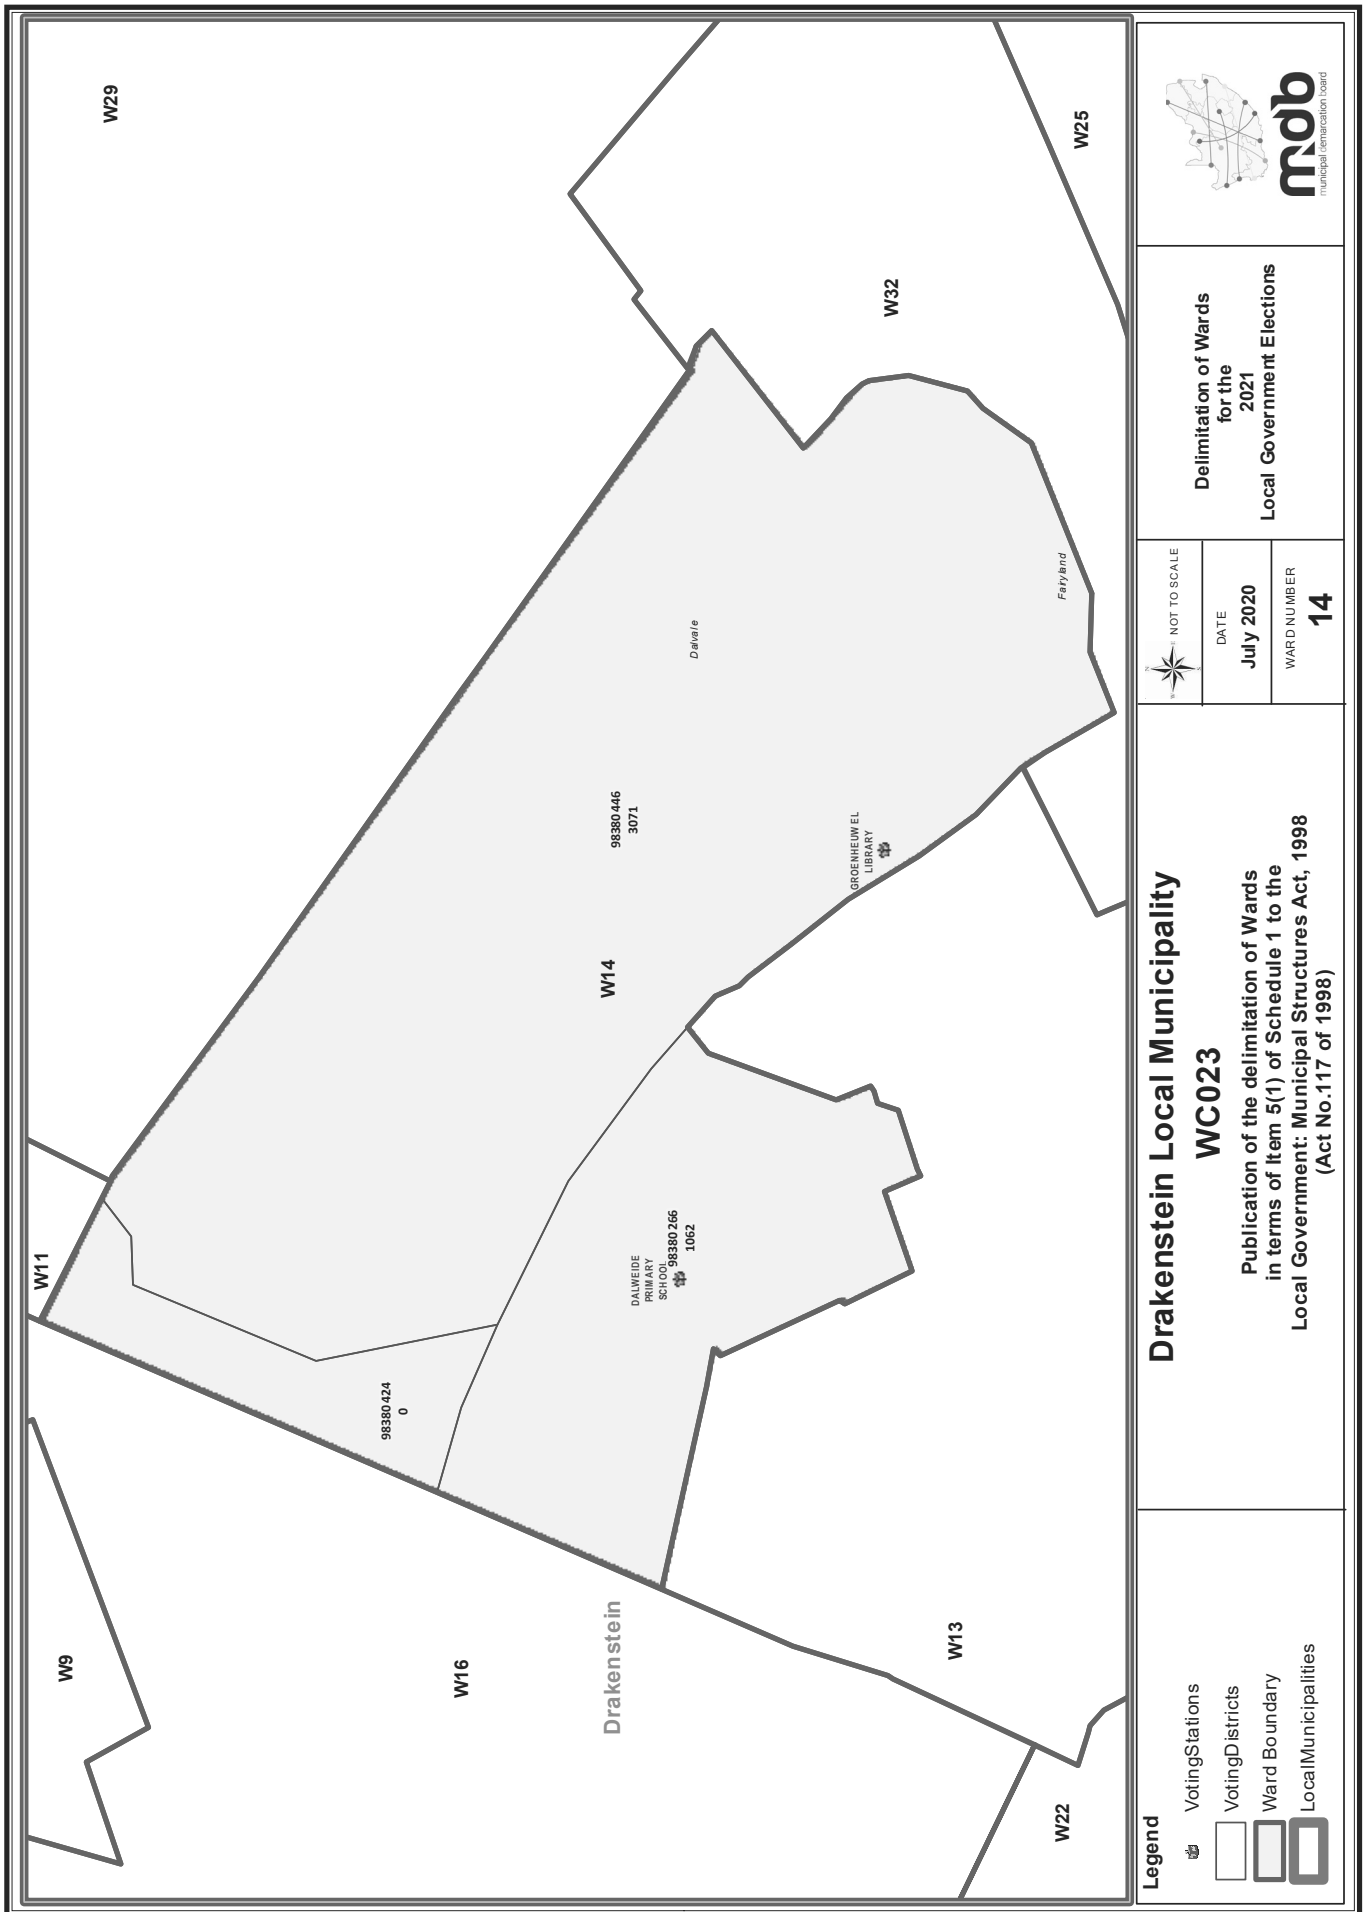 W29
W25
W32
W11
W9
W16
W14
W13
W22
Drakenstein
Dalvale
Fairyland
98380446
3071
GROENHEUWEL
LIBRARY
DALWEIDE
PRIMARY
SCHOOL
98380266
1062
98380424
0
Legend
VotingStations
VotingDistricts
Ward Boundary
LocalMunicipalities
Drakenstein Local Municipality
WC023
Publication of the delimitation of Wards
in terms of Item 5(1) of Schedule 1 to the
Local Government: Municipal Structures Act, 1998
(Act No.117 of 1998)
N
E
S
W
NOT TO SCALE
DATE
July 2020
WARD NUMBER
14
Delimitation of Wards
for the
2021
Local Government Elections
mdb
municipal demarcation board